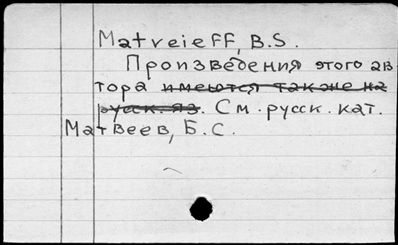 Matveieff, B.S.
Произведения этого ав
тора имеются также на
русск. яз. См. русск. кат.
Матвеев, Б.С.